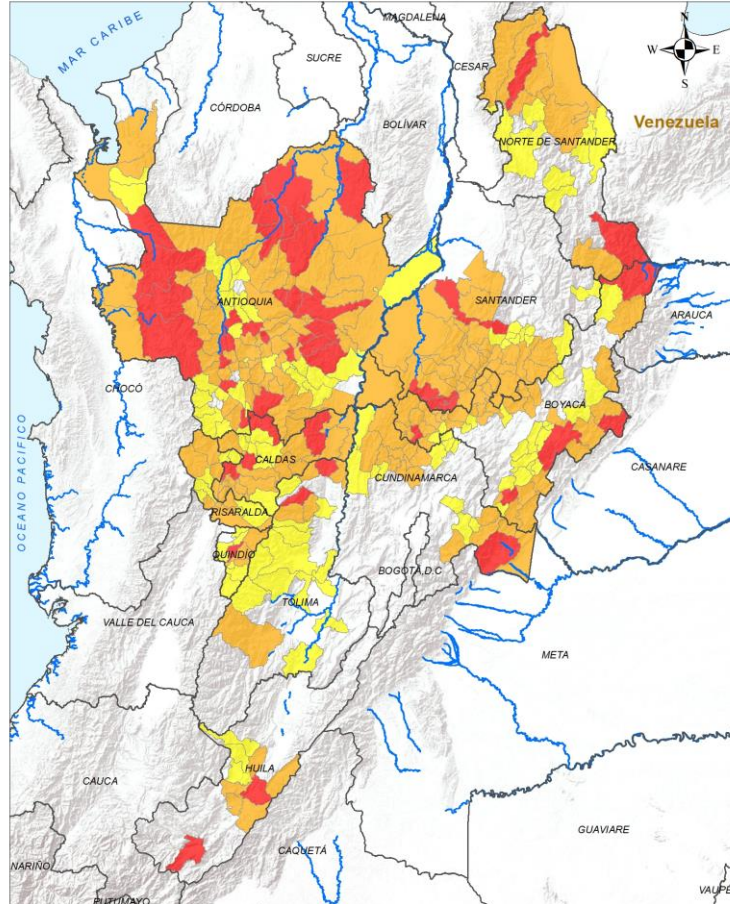 MAGDALENA
N
MAR CARIBE
SUCRE
CESAR
W
E
S
CÓRDOBA
BOLÍVAR
Venezuela
NORTE DE SANTANDER
ANTIOQUIA
SANTANDER
ARAUCA
CHOCÓ
BOYACÁ
OCEANO PACIFICO
CALDAS
CUNDINAMARCA
CASANARE
RISARALDA
QUINDÍO
BOGOTÁ, D.C
TOLIMA
VALLE DEL CAUCA
META
HUILA
CAUCA
GUAVIARE
CAQUETÁ
NARIÑO
PUTUMAYO
VAUPÉ